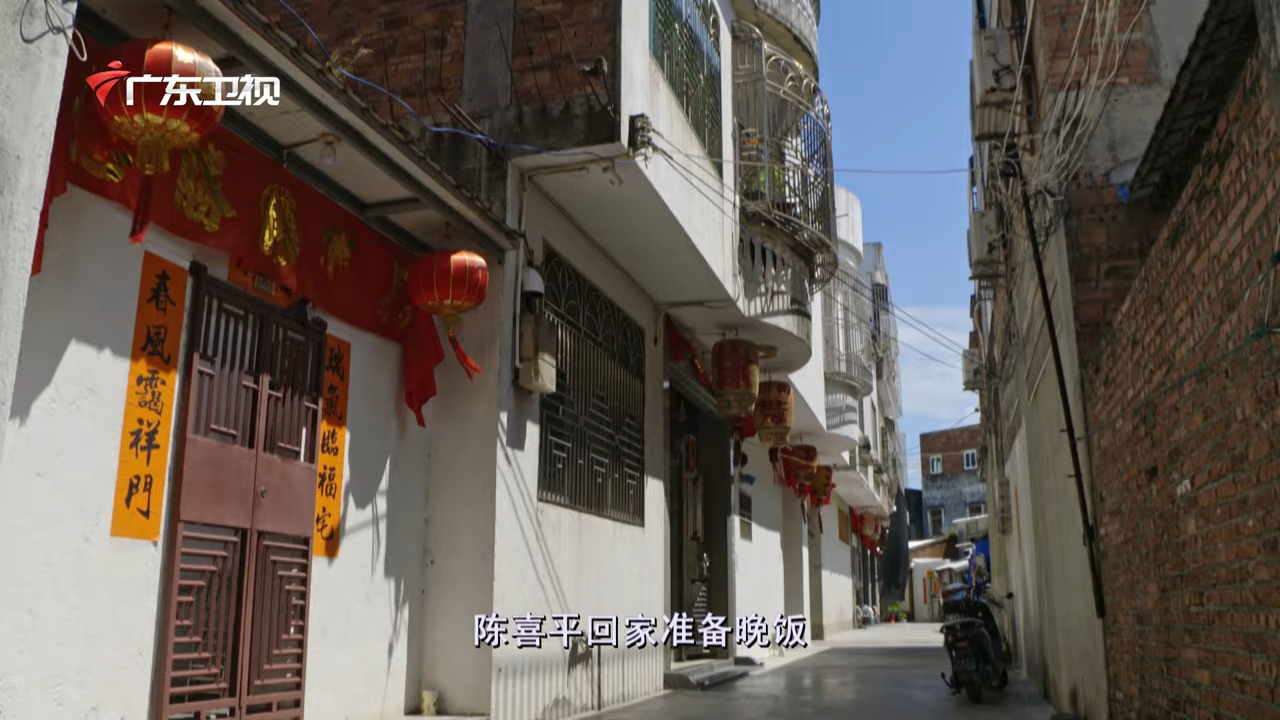 广东卫视
春風靄祥門
瑞氣臨福宅
陈喜平回家准备晚饭